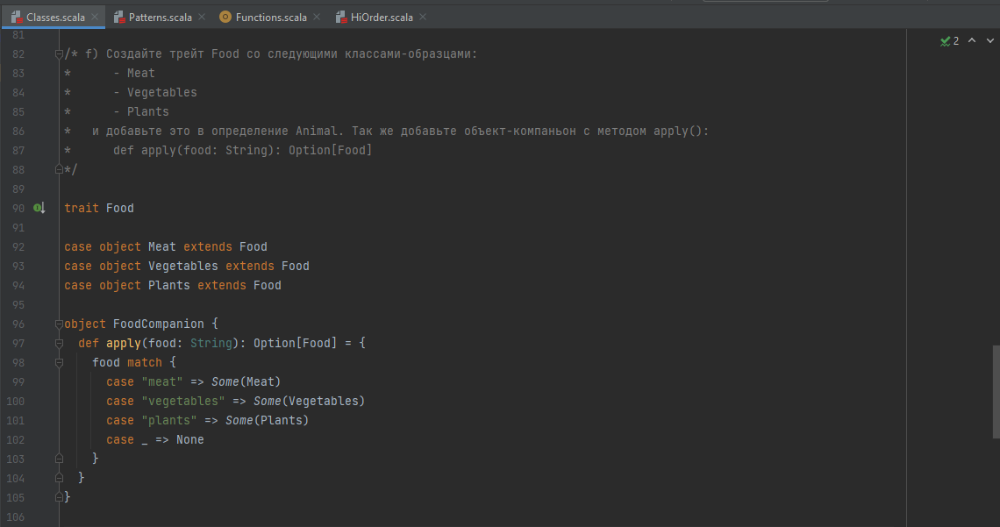 Classes.scala Patterns.scala Functions.scala HiOrder.scala
2
81
82 /* f) Создайте трейт Food со следующими классами-образцами:
83 * - Meat
84 * - Vegetables
85 * - Plants
86 * и добавьте это в определение Animal. Так же добавьте объект-компаньон с методом apply():
87 * def apply(food: String): Option[Food]
88 */
89
90 trait Food
91
92 case object Meat extends Food
93 case object Vegetables extends Food
94 case object Plants extends Food
95
96 object FoodCompanion {
97 def apply(food: String): Option[Food] = {
98 food match {
99 case "meat" => Some(Meat)
100 case "vegetables" => Some(Vegetables)
101 case "plants" => Some(Plants)
102 case _ => None
103 }
104 }
105 }
106